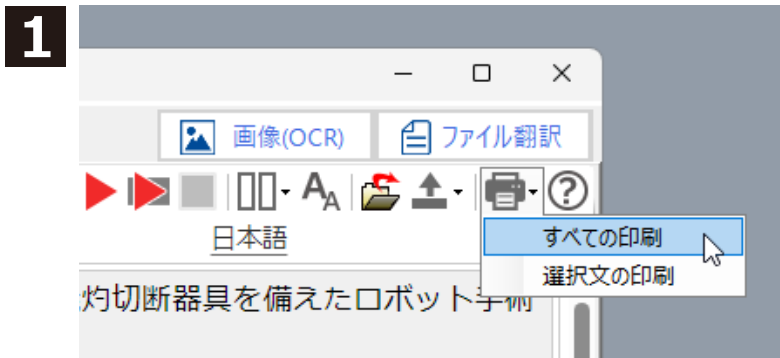 1
画像(OCR) ファイル翻訳
日本語
すべての印刷
選択文の印刷
灼切断器具を備えたロボット手術